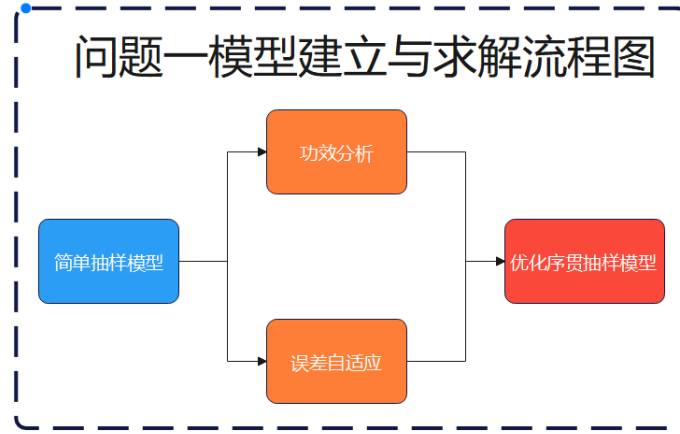 问题一模型建立与求解流程图
功效分析
简单抽样模型
优化序贯抽样模型
误差自适应